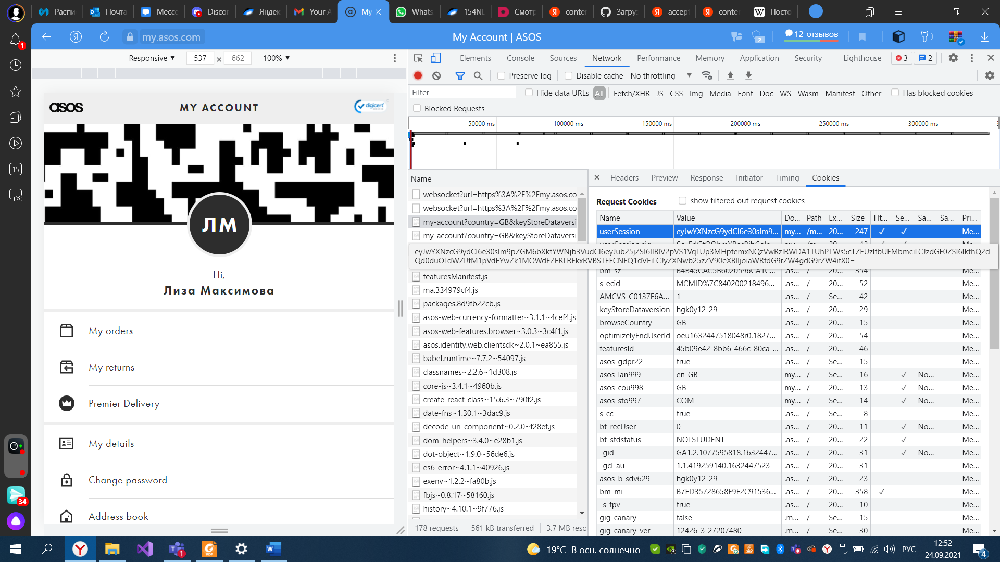 Распи
Почта
Мессе
Discor
Яндек
Your A
My
Whats
154ND
Смотр
conter
Загруз
accept
conter
Посто
my.asos.com
My Account | ASOS
2
12 отзывов
1
15
34
Responsive ▼
537 × 662
100% ▼
Elements
Console
Sources
Network
Performance
Memory
Application
Security
Lighthouse
3
2
Preserve log
Disable cache
No throttling
Filter
Hide data URLs
All
Fetch/XHR JS CSS Img Media Font Doc WS Wasm Manifest Other
Has blocked cookies
Blocked Requests
50000 ms
100000 ms
150000 ms
200000 ms
250000 ms
300000 ms
asos
MY ACCOUNT
digicert
ЛМ
Hi,
Лиза Максимова
My orders
My returns
Premier Delivery
My details
Change password
Address book
Name
websocket?url=https%3A%2F%2Fmy.asos.co
websocket?url=https%3A%2F%2Fmy.asos.co
my-account?country=GB&keyStoreDataversi
my-account?country=GB&keyStoreDataversi
featuresManifest.js
ma.334979cf4.js
packages.8d9fb22cb.js
asos-web-currency-formatter~3.1.1~4cef4.js
asos-web-features.browser~3.0.3~3c4f1.js
asos.identity.web.clientsdk~2.0.1~ea855.js
babel.runtime~7.7.2~54097.js
classnames~2.2.6~1d308.js
core-js~3.4.1~4960b.js
create-react-class~15.6.3~790f2.js
date-fns~1.30.1~3dac9.js
decode-uri-component~0.2.0~f28ef.js
dom-helpers~3.4.0~e28b1.js
dot-object~1.9.0~56de6.js
es6-error~4.1.1~40926.js
exenv~1.2.2~fa80b.js
fbjs~0.8.17~58160.js
history~4.10.1~9f776.js
178 requests
561 kB transferred
3.7 MB resc
Headers
Preview
Response
Initiator
Timing
Cookies
Request Cookies
show filtered out request cookies
Name Value Do... Path Ex... Size Ht... Se... Sa... Sa... Pri...
userSession eyJwYXNzcG9ydCI6e30sIm9... my... /m... 20... 247 ✓ ✓ Me...
bm_sz B4B45CAC5B6020596CA1C... .as... / 20... 354 Me...
s_ecid MCMID%7C840200218496... .as... / 20... 52 Me...
AMCVS_C0137F6A... 1 .as... / Se... 42 Me...
keyStoreDataversion hgk0y12-29 .as... / 20... 29 Me...
browseCountry GB .as... / 20... 15 Me...
optimizelyEndUserId oeu1632447518048r0.1827... .as... / 20... 54 Me...
featuresId 45b09e42-8bb6-466c-80ca-... .as... / 20... 46 Me...
asos-gdpr22 true .as... / Se... 15 Me...
asos-lan999 en-GB my... / Se... 16 ✓ No... Me...
asos-cou998 GB my... / 20... 13 ✓ No... Me...
asos-sto997 COM my... / Se... 14 ✓ No... Me...
s_cc true .as... / Se... 8 Me...
bt_recUser 0 .as... / 20... 11 ✓ No... Me...
bt_stdstatus NOTSTUDENT .as... / 20... 22 ✓ Me...
_gid GA1.2.1077595818.1632447... .as... / 20... 31 ✓ No... Me...
_gcl_au 1.1.419259140.1632447523 .as... / 20... 31 Me...
asos-b-sdv629 hgk0y12-29 .as... / 20... 23 Me...
bm_mi B7ED35728658F9F2C91536... .as... / 20... 358 ✓ Me...
_s_fpv true .as... / 20... 10 Me...
gig_canary false .m... / Se... 15 Me...
gig_canary_ver 12426-3-27207480 .m... / Se... 30 Me...
19°C В осн. солнечно
РУС
12:52
24.09.2021
4
1